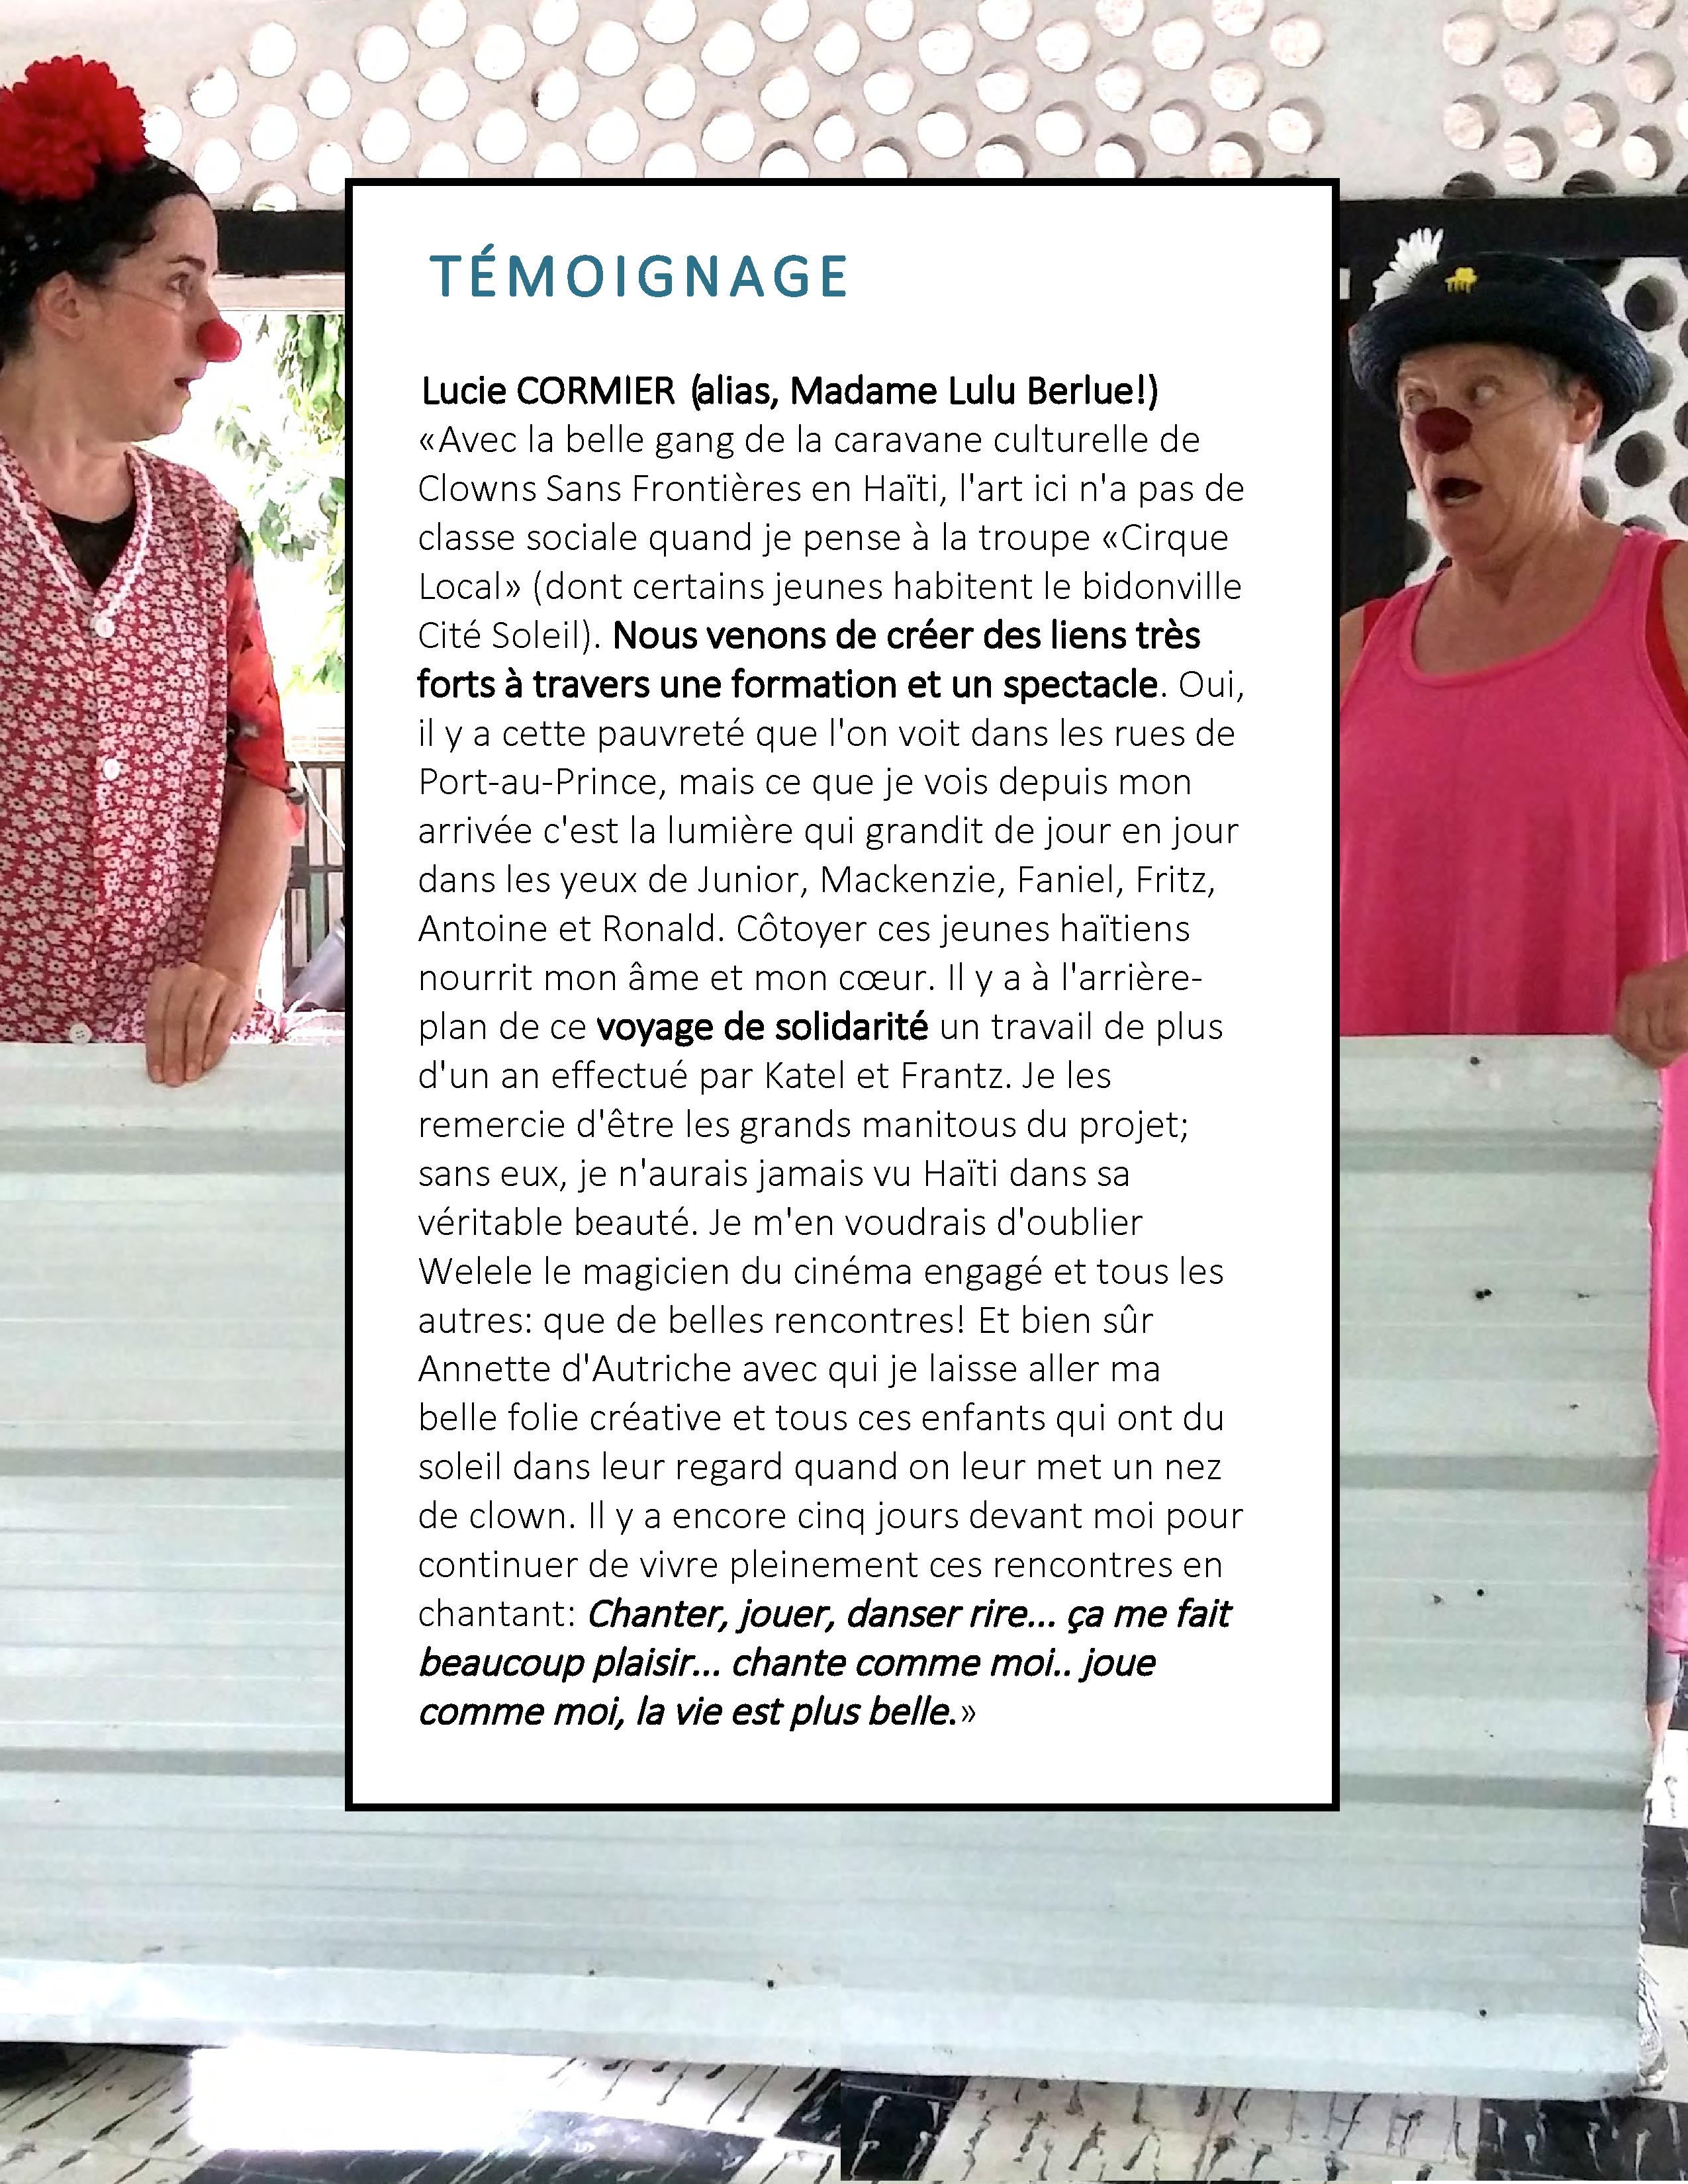 TÉMOIGNAGE
Lucie CORMIER (alias, Madame Lulu Berlue!)
«Avec la belle gang de la caravane culturelle de
Clowns Sans Frontières en Haïti, l'art ici n'a pas de
classe sociale quand je pense à la troupe «Cirque
Local» (dont certains jeunes habitent le bidonville
Cité Soleil). Nous venons de créer des liens très
forts à travers une formation et un spectacle. Oui,
il y a cette pauvreté que l'on voit dans les rues de
Port-au-Prince, mais ce que je vois depuis mon
arrivée c'est la lumière qui grandit de jour en jour
dans les yeux de Junior, Mackenzie, Faniel, Fritz,
Antoine et Ronald. Côtoyer ces jeunes haïtiens
nourrit mon âme et mon cœur. Il y a à l'arrière-
plan de ce voyage de solidarité un travail de plus
d'un an effectué par Katel et Frantz. Je les
remercie d'être les grands manitous du projet;
sans eux, je n'aurais jamais vu Haïti dans sa
véritable beauté. Je m'en voudrais d'oublier
Welele le magicien du cinéma engagé et tous les
autres: que de belles rencontres! Et bien sûr
Annette d'Autriche avec qui je laisse aller ma
belle folie créative et tous ces enfants qui ont du
soleil dans leur regard quand on leur met un nez
de clown. Il y a encore cinq jours devant moi pour
continuer de vivre pleinement ces rencontres en
chantant: Chanter, jouer, danser rire... ça me fait
beaucoup plaisir... chante comme moi.. joue
comme moi, la vie est plus belle.»